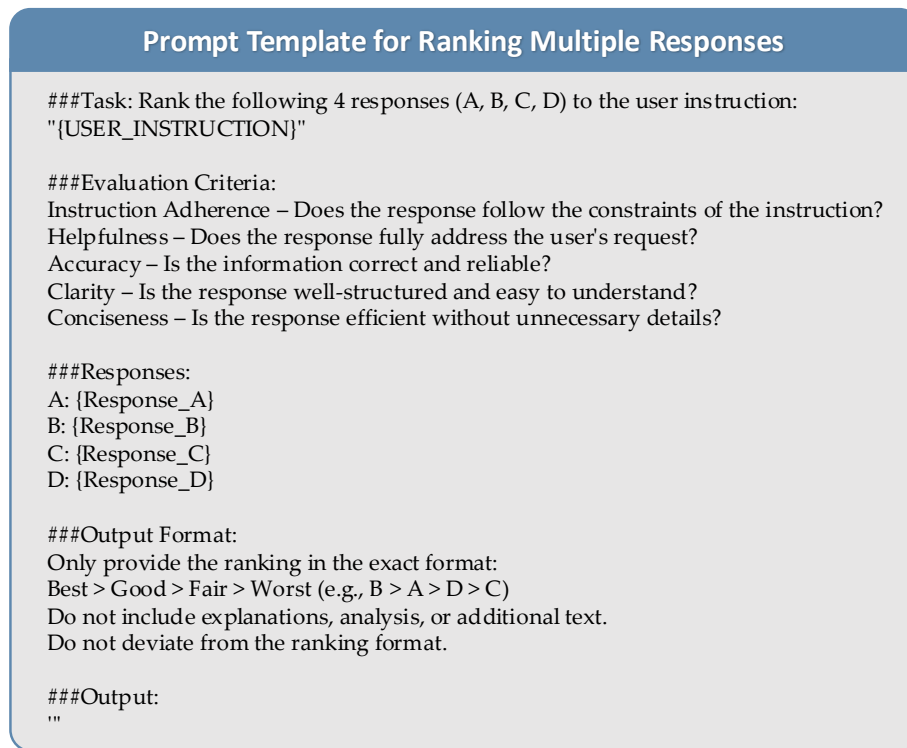 Prompt Template for Ranking Multiple Responses
###Task: Rank the following 4 responses (A, B, C, D) to the user instruction:
"{USER_INSTRUCTION}"
###Evaluation Criteria:
Instruction Adherence – Does the response follow the constraints of the instruction?
Helpfulness – Does the response fully address the user's request?
Accuracy – Is the information correct and reliable?
Clarity – Is the response well-structured and easy to understand?
Conciseness – Is the response efficient without unnecessary details?
###Responses:
A: {Response_A}
B: {Response_B}
C: {Response_C}
D: {Response_D}
###Output Format:
Only provide the ranking in the exact format:
Best > Good > Fair > Worst (e.g., B > A > D > C)
Do not include explanations, analysis, or additional text.
Do not deviate from the ranking format.
###Output:
'"